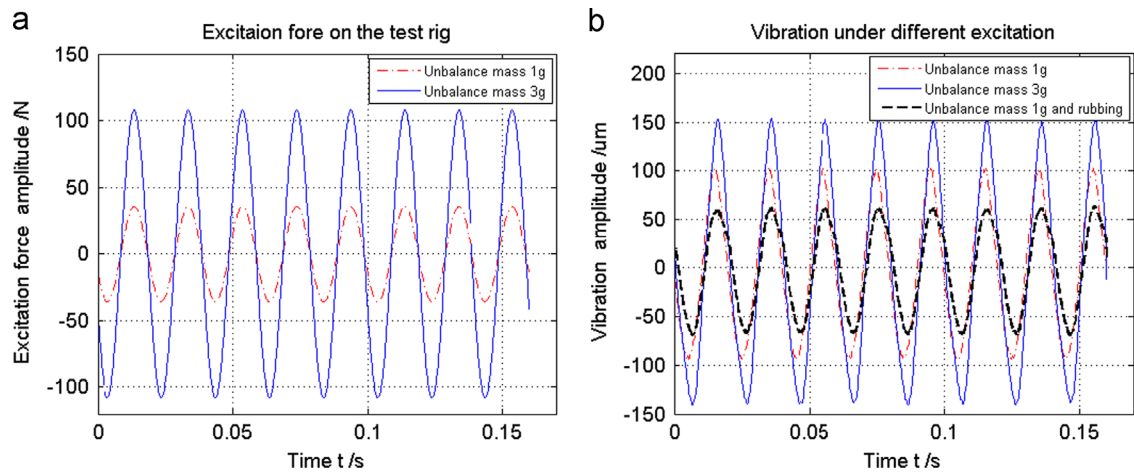 a
Excitaion fore on the test rig
Unbalance mass 1g
Unbalance mass 3g
Excitation force  amplitude /N
150
100
50
0
-50
-100
0
0.05
0.1
0.15
Time t /s
b
Vibration under different excitation
Unbalance mass 1g
Unbalance mass 3g
Unbalance mass 1g and rubbing
Vibration  amplitude /um
200
150
100
50
0
-50
-100
-150
0
0.05
0.1
0.15
Time t /s